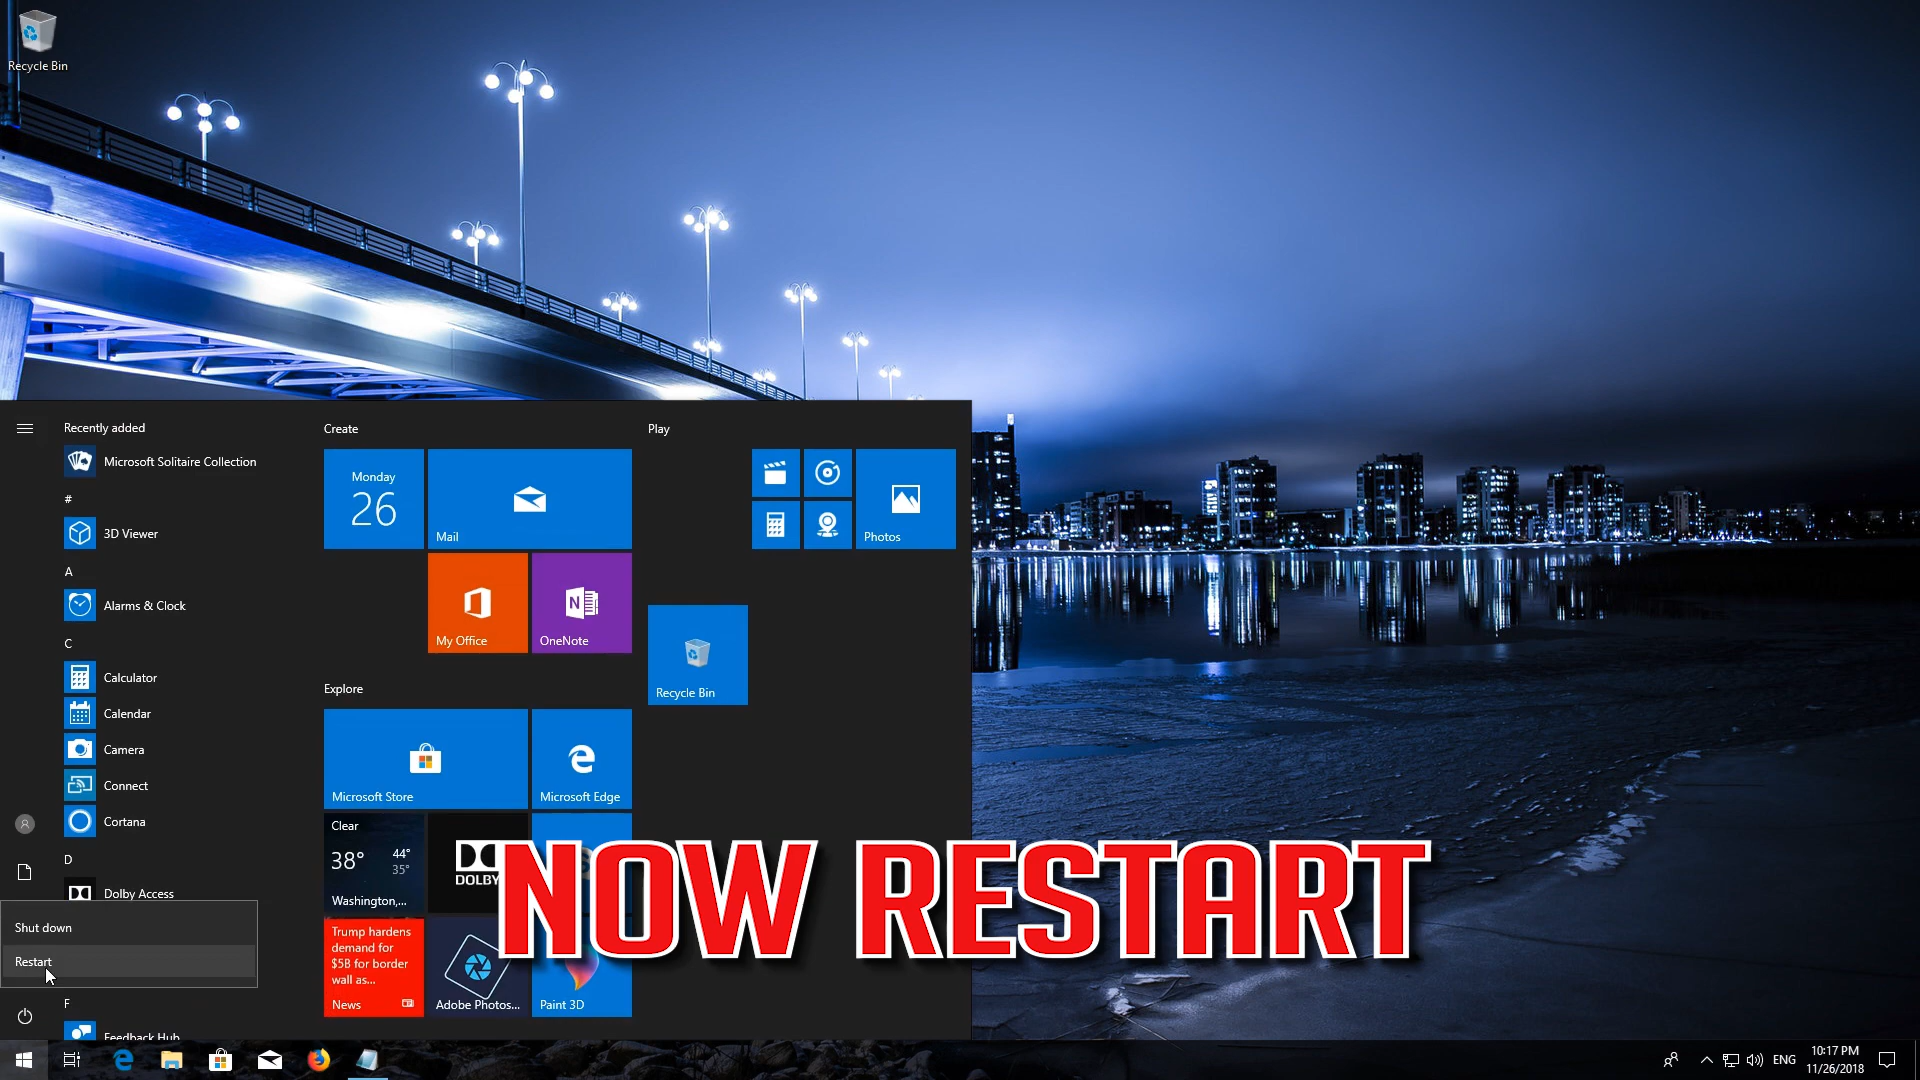 Recycle Bin
Recently added
Microsoft Solitaire Collection
#
3D Viewer
A
Alarms & Clock
C
Calculator
Calendar
Camera
Connect
Cortana
D
Dolby Access
Shut down
Restart
F
Feedback Hub
Create
Monday
26
Mail
My Office
OneNote
Explore
Microsoft Store
Microsoft Edge
Clear
38° 44°
35°
Washington,...
DOLBY
Trump hardens
demand for
$5B for border
wall as...
News
Adobe Photos...
Paint 3D
Play
Photos
Recycle Bin
NOW RESTART
ENG
10:17 PM
11/26/2018